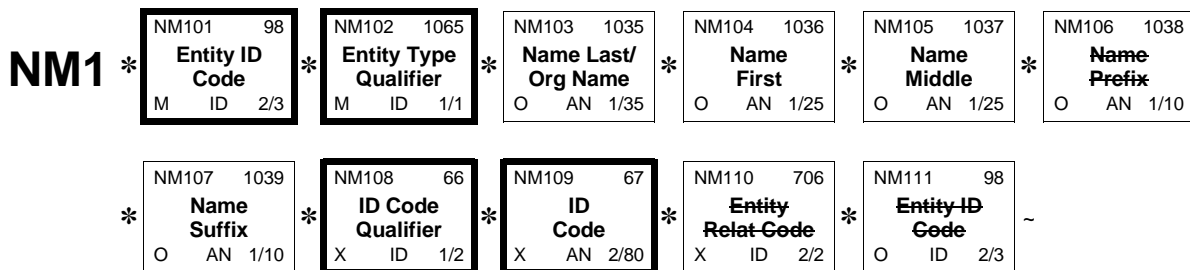 NM101 98 NM102 1065 NM103 1035 NM104 1036 NM105 1037 NM106 1038
NM1 * Entity ID Code * Entity Type Qualifier * Name Last/ Org Name * Name First * Name Middle * Name Prefix
M ID 2/3 M ID 1/1 O AN 1/35 O AN 1/25 O AN 1/25 O AN 1/10
NM107 1039 NM108 66 NM109 67 NM110 706 NM111 98
* Name Suffix * ID Code Qualifier * ID Code * Entity Relat Code * Entity ID Code ~
O AN 1/10 X ID 1/2 X AN 2/80 X ID 2/2 O ID 2/3